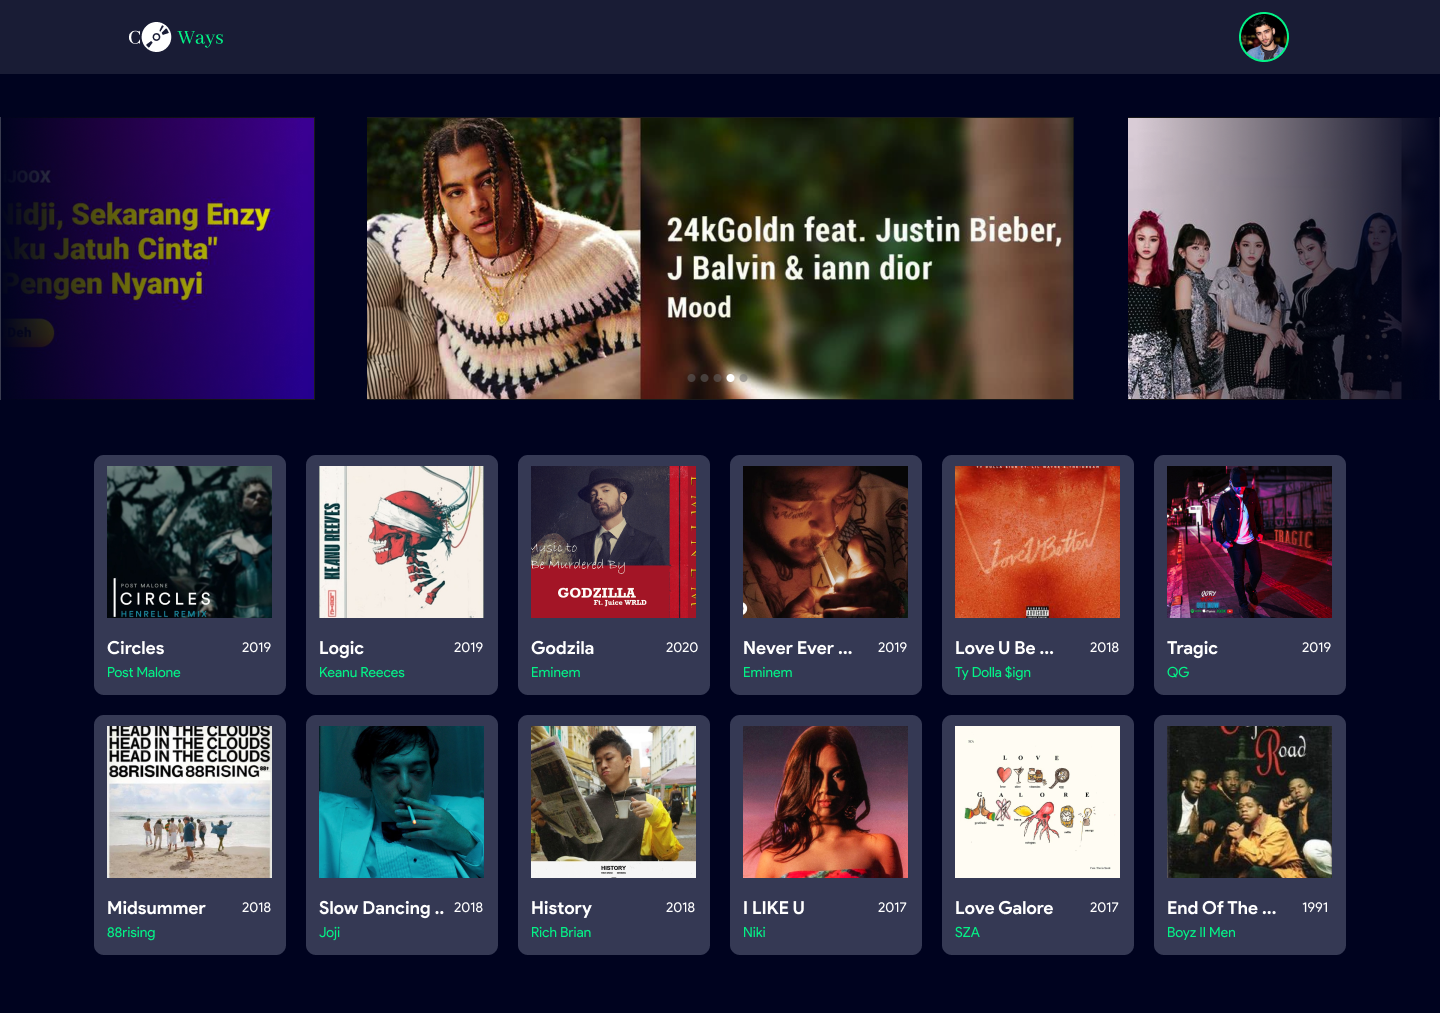 C Ways
JOOX
idji, Sekarang Enzy
ku Jatuh Cinta"
Pengen Nyanyi
24kGoldn feat. Justin Bieber,
J Balvin & iann dior
Mood
POST MALONE
CIRCLES
HENRELL REMIX
KEANU REEVES
Music to
Be Murdered By
GODZILLA
Ft. Juice WRLD
Love U Better
TRAGIC
Circles 2019
Post Malone
Logic 2019
Keanu Reeces
Godzila 2020
Eminem
Never Ever ... 2019
Eminem
Love U Be ... 2018
Ty Dolla $ign
Tragic 2019
QG
HEAD IN THE CLOUDS
HEAD IN THE CLOUDS
HEAD IN THE CLOUDS
88RISING 88RISING
HISTORY
LOVE
GALORE
Road
Midsummer 2018
88rising
Slow Dancing .. 2018
Joji
History 2018
Rich Brian
I LIKE U 2017
Niki
Love Galore 2017
SZA
End Of The ... 1991
Boyz II Men